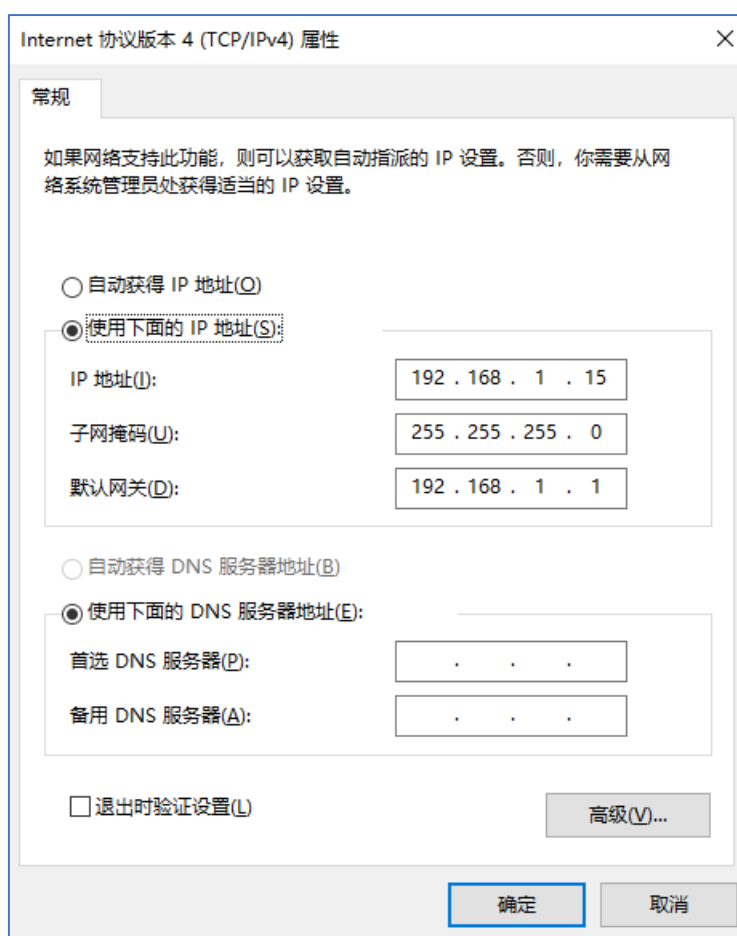 Internet 协议版本 4 (TCP/IPv4) 属性
常规
如果网络支持此功能，则可以获取自动指派的 IP 设置。否则，你需要从网
络系统管理员处获得适当的 IP 设置。
自动获得 IP 地址(O)
使用下面的 IP 地址(S):
IP 地址(I): 192 . 168 . 1 . 15
子网掩码(U): 255 . 255 . 255 . 0
默认网关(D): 192 . 168 . 1 . 1
自动获得 DNS 服务器地址(B)
使用下面的 DNS 服务器地址(E):
首选 DNS 服务器(P): . . .
备用 DNS 服务器(A): . . .
退出时验证设置(L)
高级(V)...
确定 取消